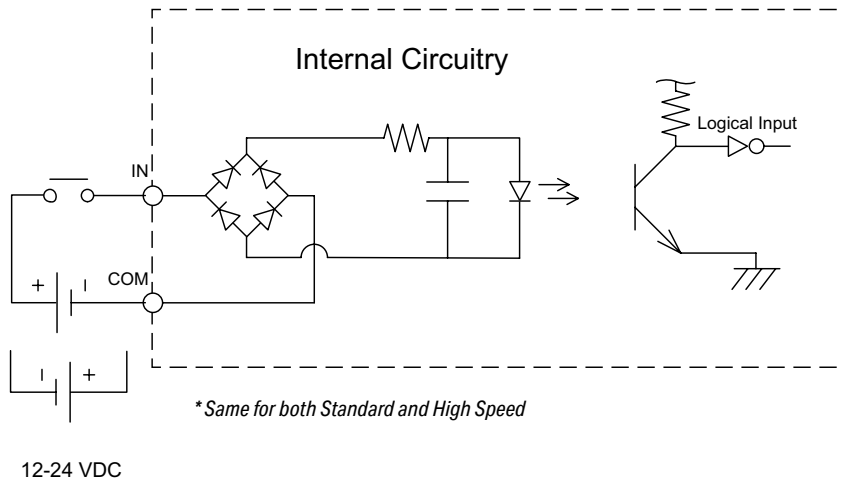 Internal Circuitry
Logical Input
IN
COM
+ –
– +
* Same for both Standard and High Speed
12-24 VDC